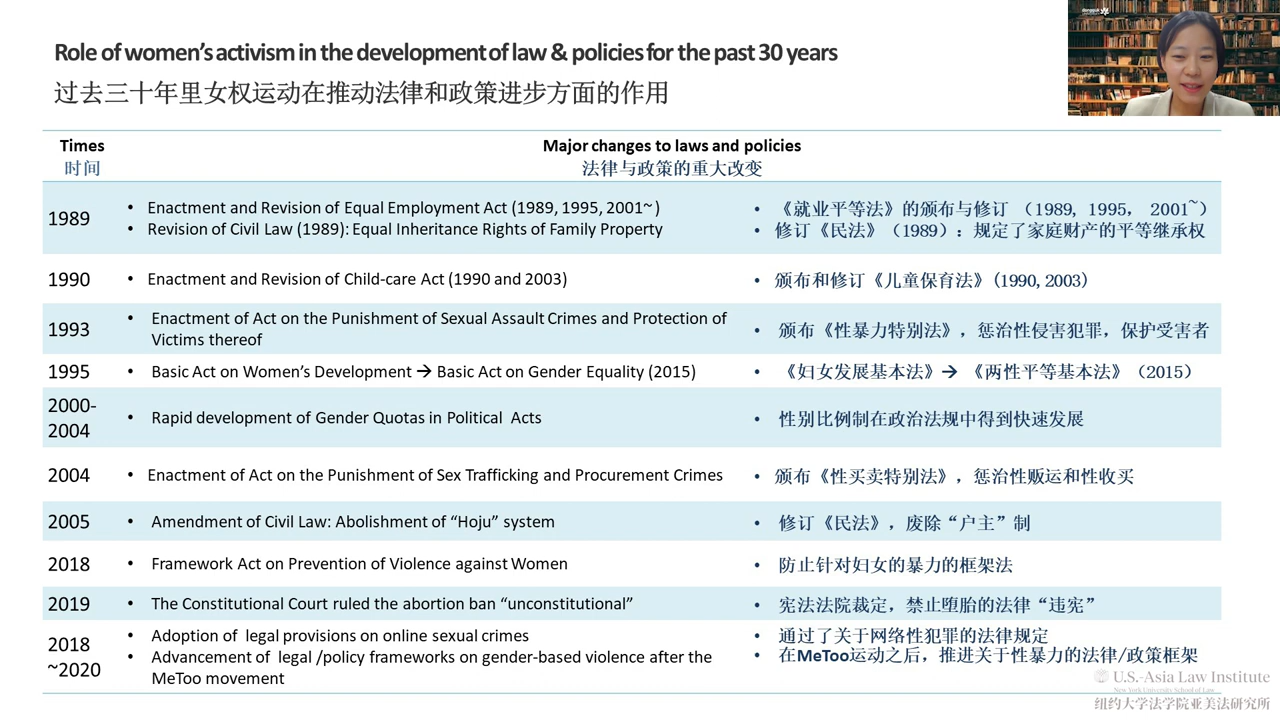 Role of women's activism in the development of law & policies for the past 30 years
过去三十年里女权运动在推动法律和政策进步方面的作用
Times
时间
Major changes to laws and policies
法律与政策的重大改变
1989
• Enactment and Revision of Equal Employment Act (1989, 1995, 2001~ )
• Revision of Civil Law (1989): Equal Inheritance Rights of Family Property
• 《就业平等法》的颁布与修订 （1989, 1995, 2001~）
• 修订《民法》（1989）: 规定了家庭财产的平等继承权
1990
• Enactment and Revision of Child-care Act (1990 and 2003)
• 颁布和修订《儿童保育法》(1990, 2003)
1993
• Enactment of Act on the Punishment of Sexual Assault Crimes and Protection of
Victims thereof
• 颁布《性暴力特别法》, 惩治性侵害犯罪, 保护受害者
1995
• Basic Act on Women's Development → Basic Act on Gender Equality (2015)
• 《妇女发展基本法》→ 《两性平等基本法》（2015）
2000-
2004
• Rapid development of Gender Quotas in Political Acts
• 性别比例制在政治法规中得到快速发展
2004
• Enactment of Act on the Punishment of Sex Trafficking and Procurement Crimes
• 颁布《性买卖特别法》, 惩治性贩运和性收买
2005
• Amendment of Civil Law: Abolishment of “Hoju” system
• 修订《民法》, 废除“户主”制
2018
• Framework Act on Prevention of Violence against Women
• 防止针对妇女的暴力的框架法
2019
• The Constitutional Court ruled the abortion ban “unconstitutional”
• 宪法法院裁定, 禁止堕胎的法律“违宪”
2018
~2020
• Adoption of legal provisions on online sexual crimes
• Advancement of legal /policy frameworks on gender-based violence after the
MeToo movement
• 通过了关于网络性犯罪的法律规定
• 在MeToo运动之后, 推进关于性暴力的法律/政策框架
U.S.-Asia Law Institute
New York University School of Law
纽约大学法学院亚美法研究所